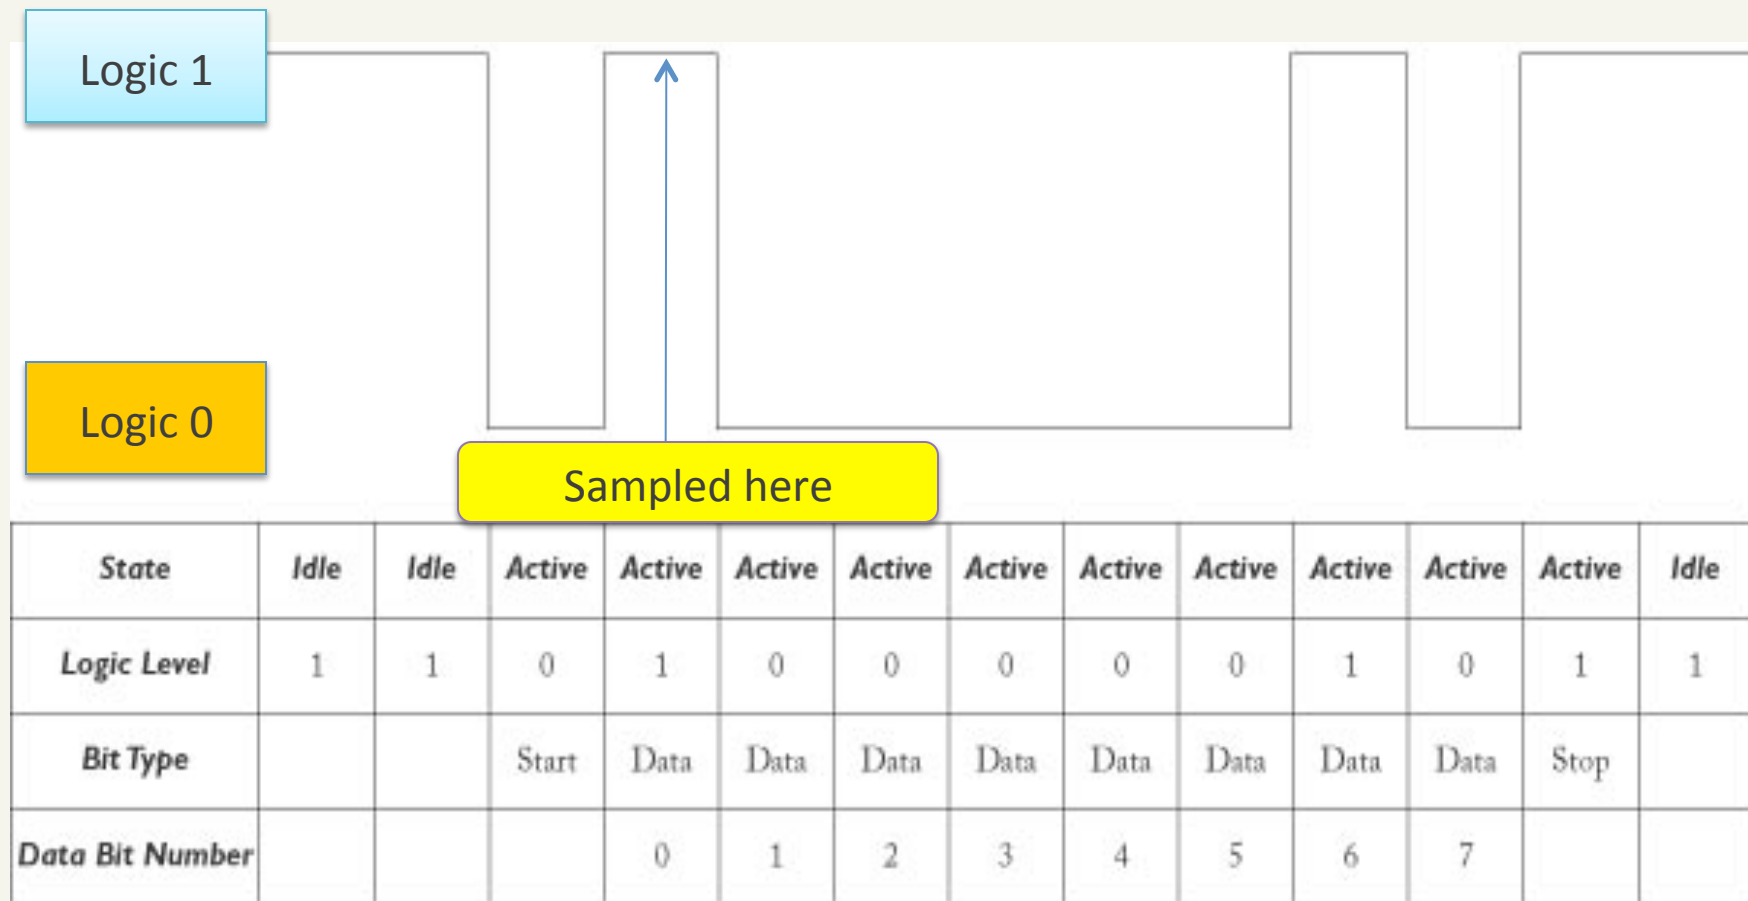 Logic 1
Logic 0
Sampled here
State Idle Idle Active Active Active Active Active Active Active Active Active Active Idle
Logic Level 1 1 0 1 0 0 0 0 0 1 0 1 1
Bit Type Start Data Data Data Data Data Data Data Data Stop
Data Bit Number 0 1 2 3 4 5 6 7